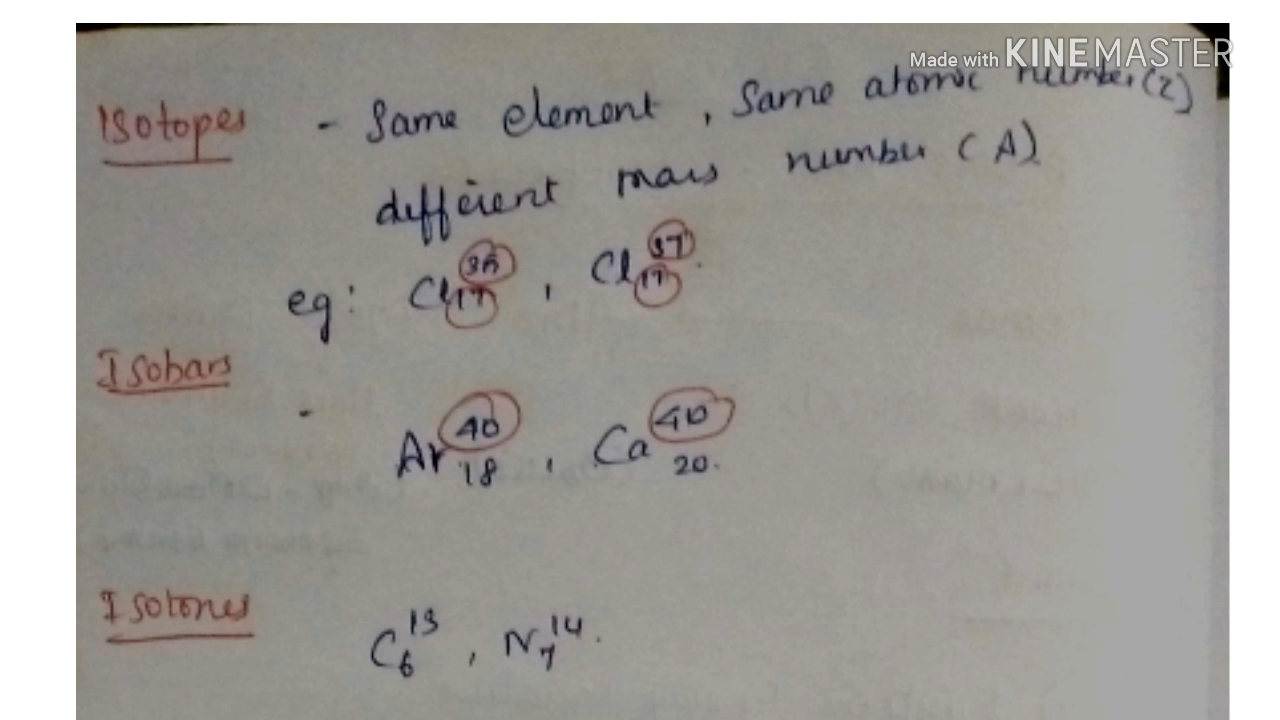 Made with KINEMASTER
Isotopes - Same element, Same atomic number (Z)
different mass number (A)
eg: Cl 35 17, Cl 37 17.
Isobars
- Ar 40 18, Ca 40 20.
Isotones
C 13 6, N 14 7.